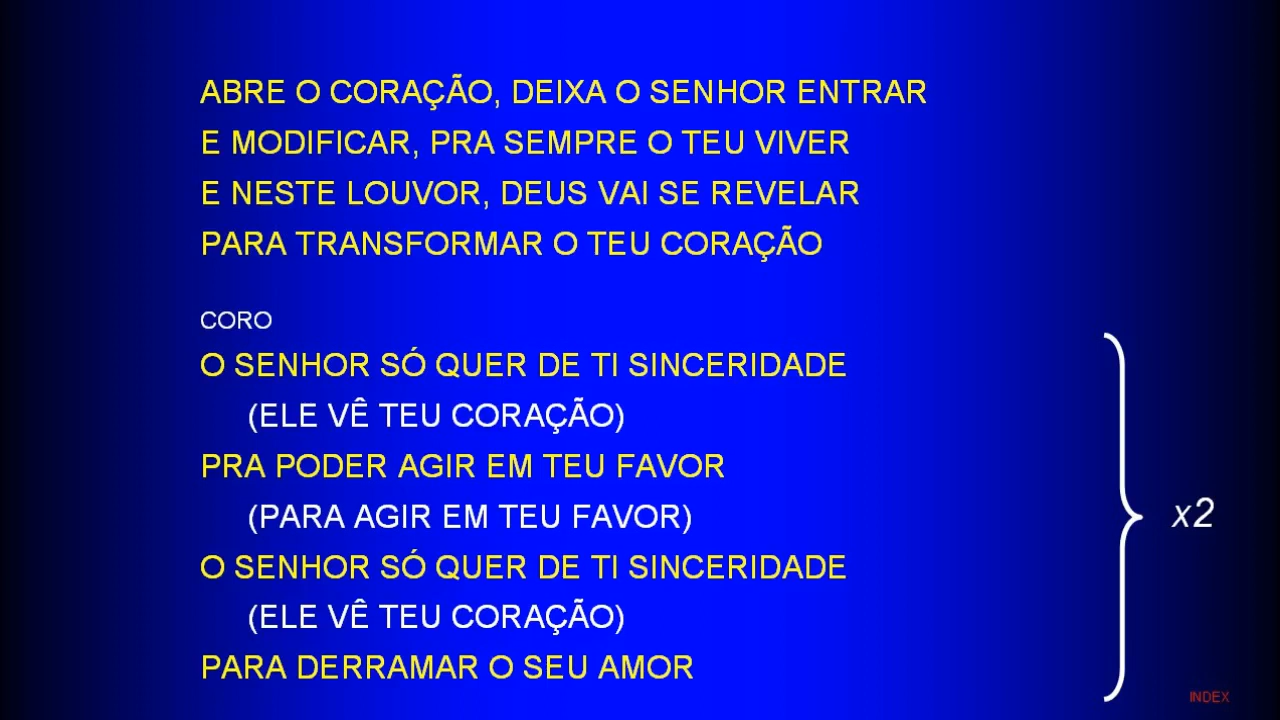 ABRE O CORAÇÃO, DEIXA O SENHOR ENTRAR
E MODIFICAR, PRA SEMPRE O TEU VIVER
E NESTE LOUVOR, DEUS VAI SE REVELAR
PARA TRANSFORMAR O TEU CORAÇÃO
CORO
O SENHOR SÓ QUER DE TI SINCERIDADE
(ELE VÊ TEU CORAÇÃO)
PRA PODER AGIR EM TEU FAVOR
(PARA AGIR EM TEU FAVOR)
x2
O SENHOR SÓ QUER DE TI SINCERIDADE
(ELE VÊ TEU CORAÇÃO)
PARA DERRAMAR O SEU AMOR
INDEX